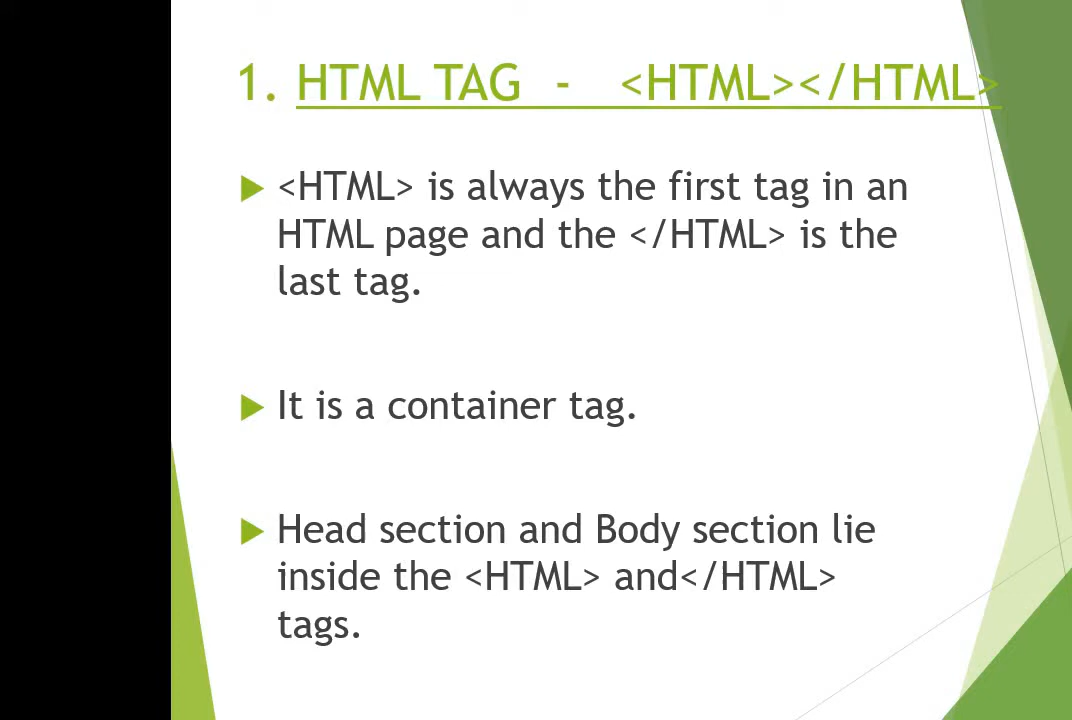 1. HTML TAG - <HTML></HTML>
<HTML> is always the first tag in an
HTML page and the </HTML> is the
last tag.
It is a container tag.
Head section and Body section lie
inside the <HTML> and</HTML>
tags.